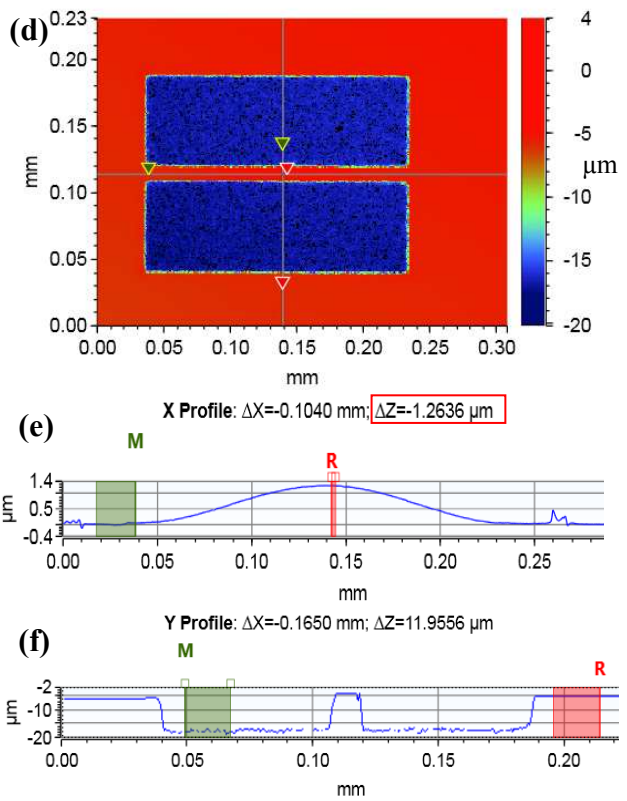 (d)
0.23
0.20
0.15
0.10
0.05
0.00
mm
0.00 0.05 0.10 0.15 0.20 0.25 0.30
mm
4
0
-5
-10
-15
-20
μm
X Profile: ΔX=-0.1040 mm; ΔZ=-1.2636 μm
(e)
M
R
1.4
0.5
-0.4
μm
0.00 0.05 0.10 0.15 0.20 0.25
mm
Y Profile: ΔX=-0.1650 mm; ΔZ=11.9556 μm
(f)
M
R
-2
-10
-20
μm
0.00 0.05 0.10 0.15 0.20
mm